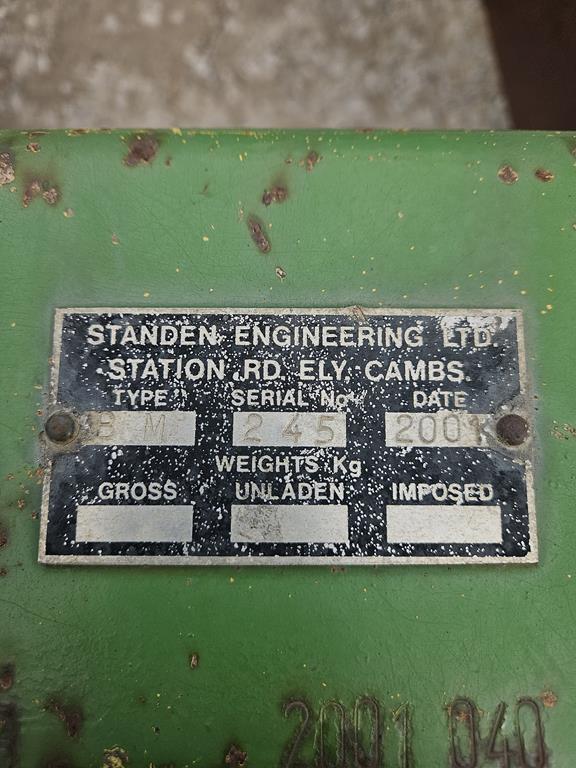 STANDEN ENGINEERING LTD.
STATION RD. ELY, CAMBS.
TYPE SERIAL No DATE
B M 245 2001
WEIGHTS Kg
GROSS UNLADEN IMPOSED
2001 040